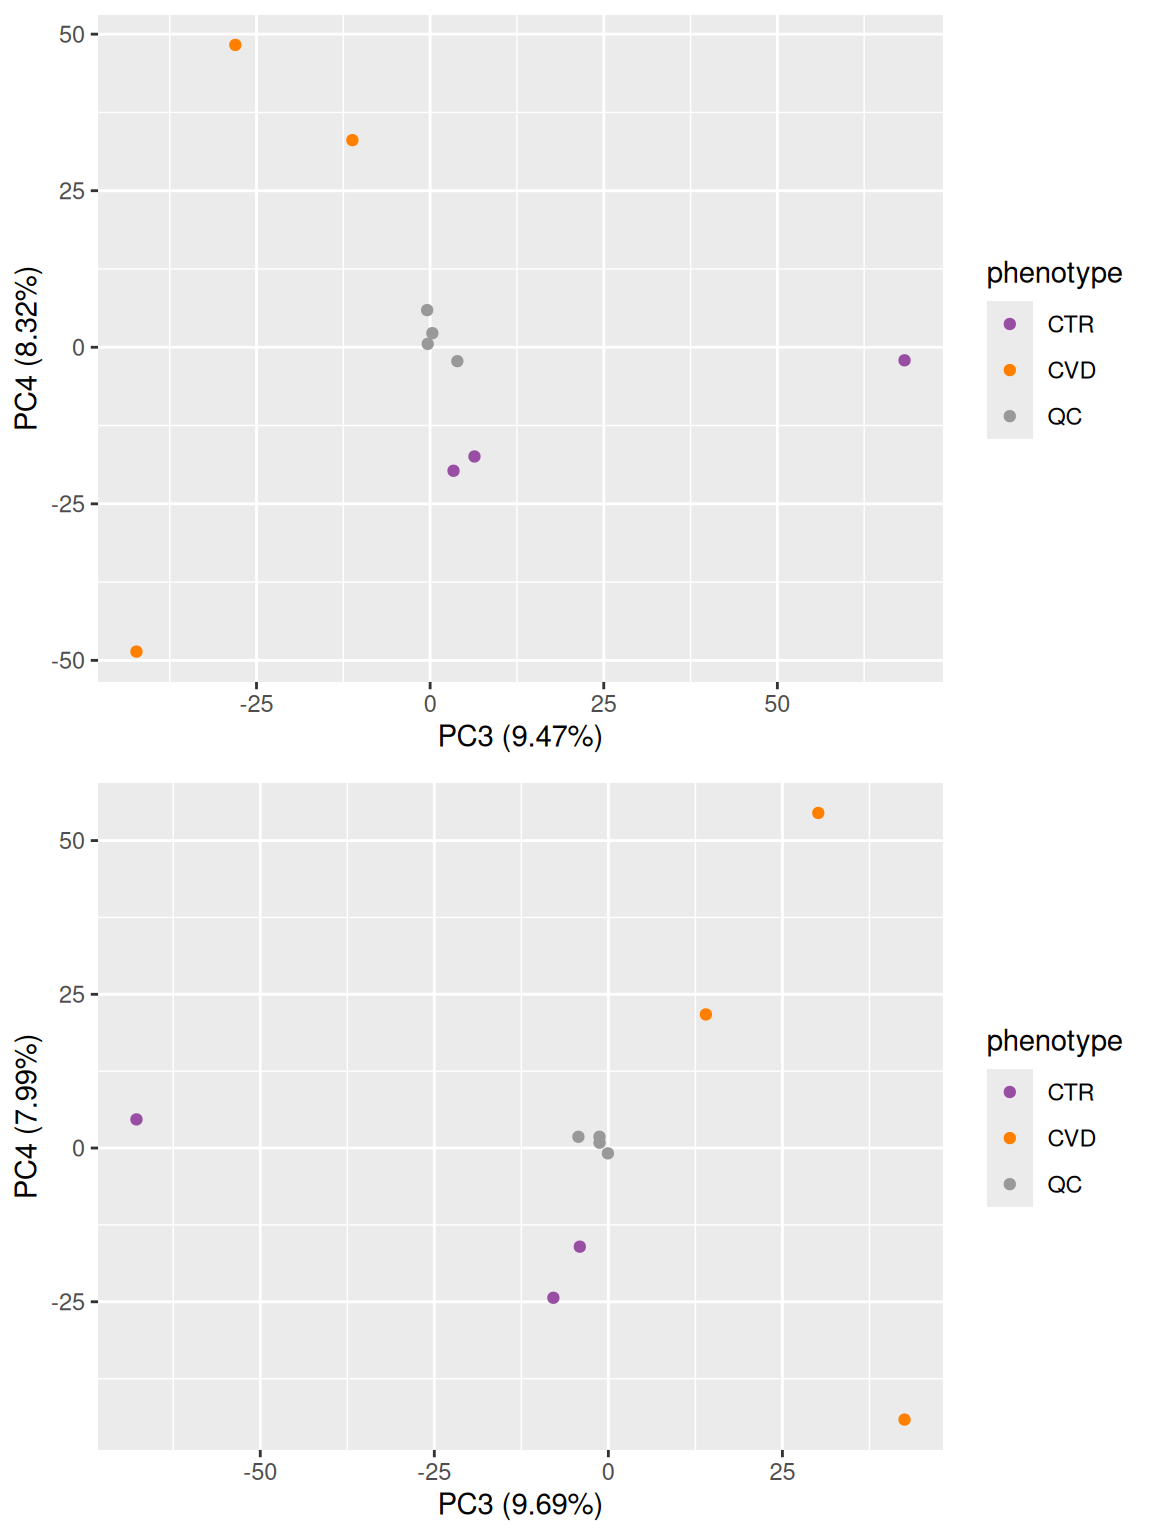 50
25
0
-25
-50
PC4 (8.32%)
-25 0 25 50
PC3 (9.47%)
phenotype
CTR
CVD
QC
50
25
0
-25
PC4 (7.99%)
-50 -25 0 25
PC3 (9.69%)
phenotype
CTR
CVD
QC